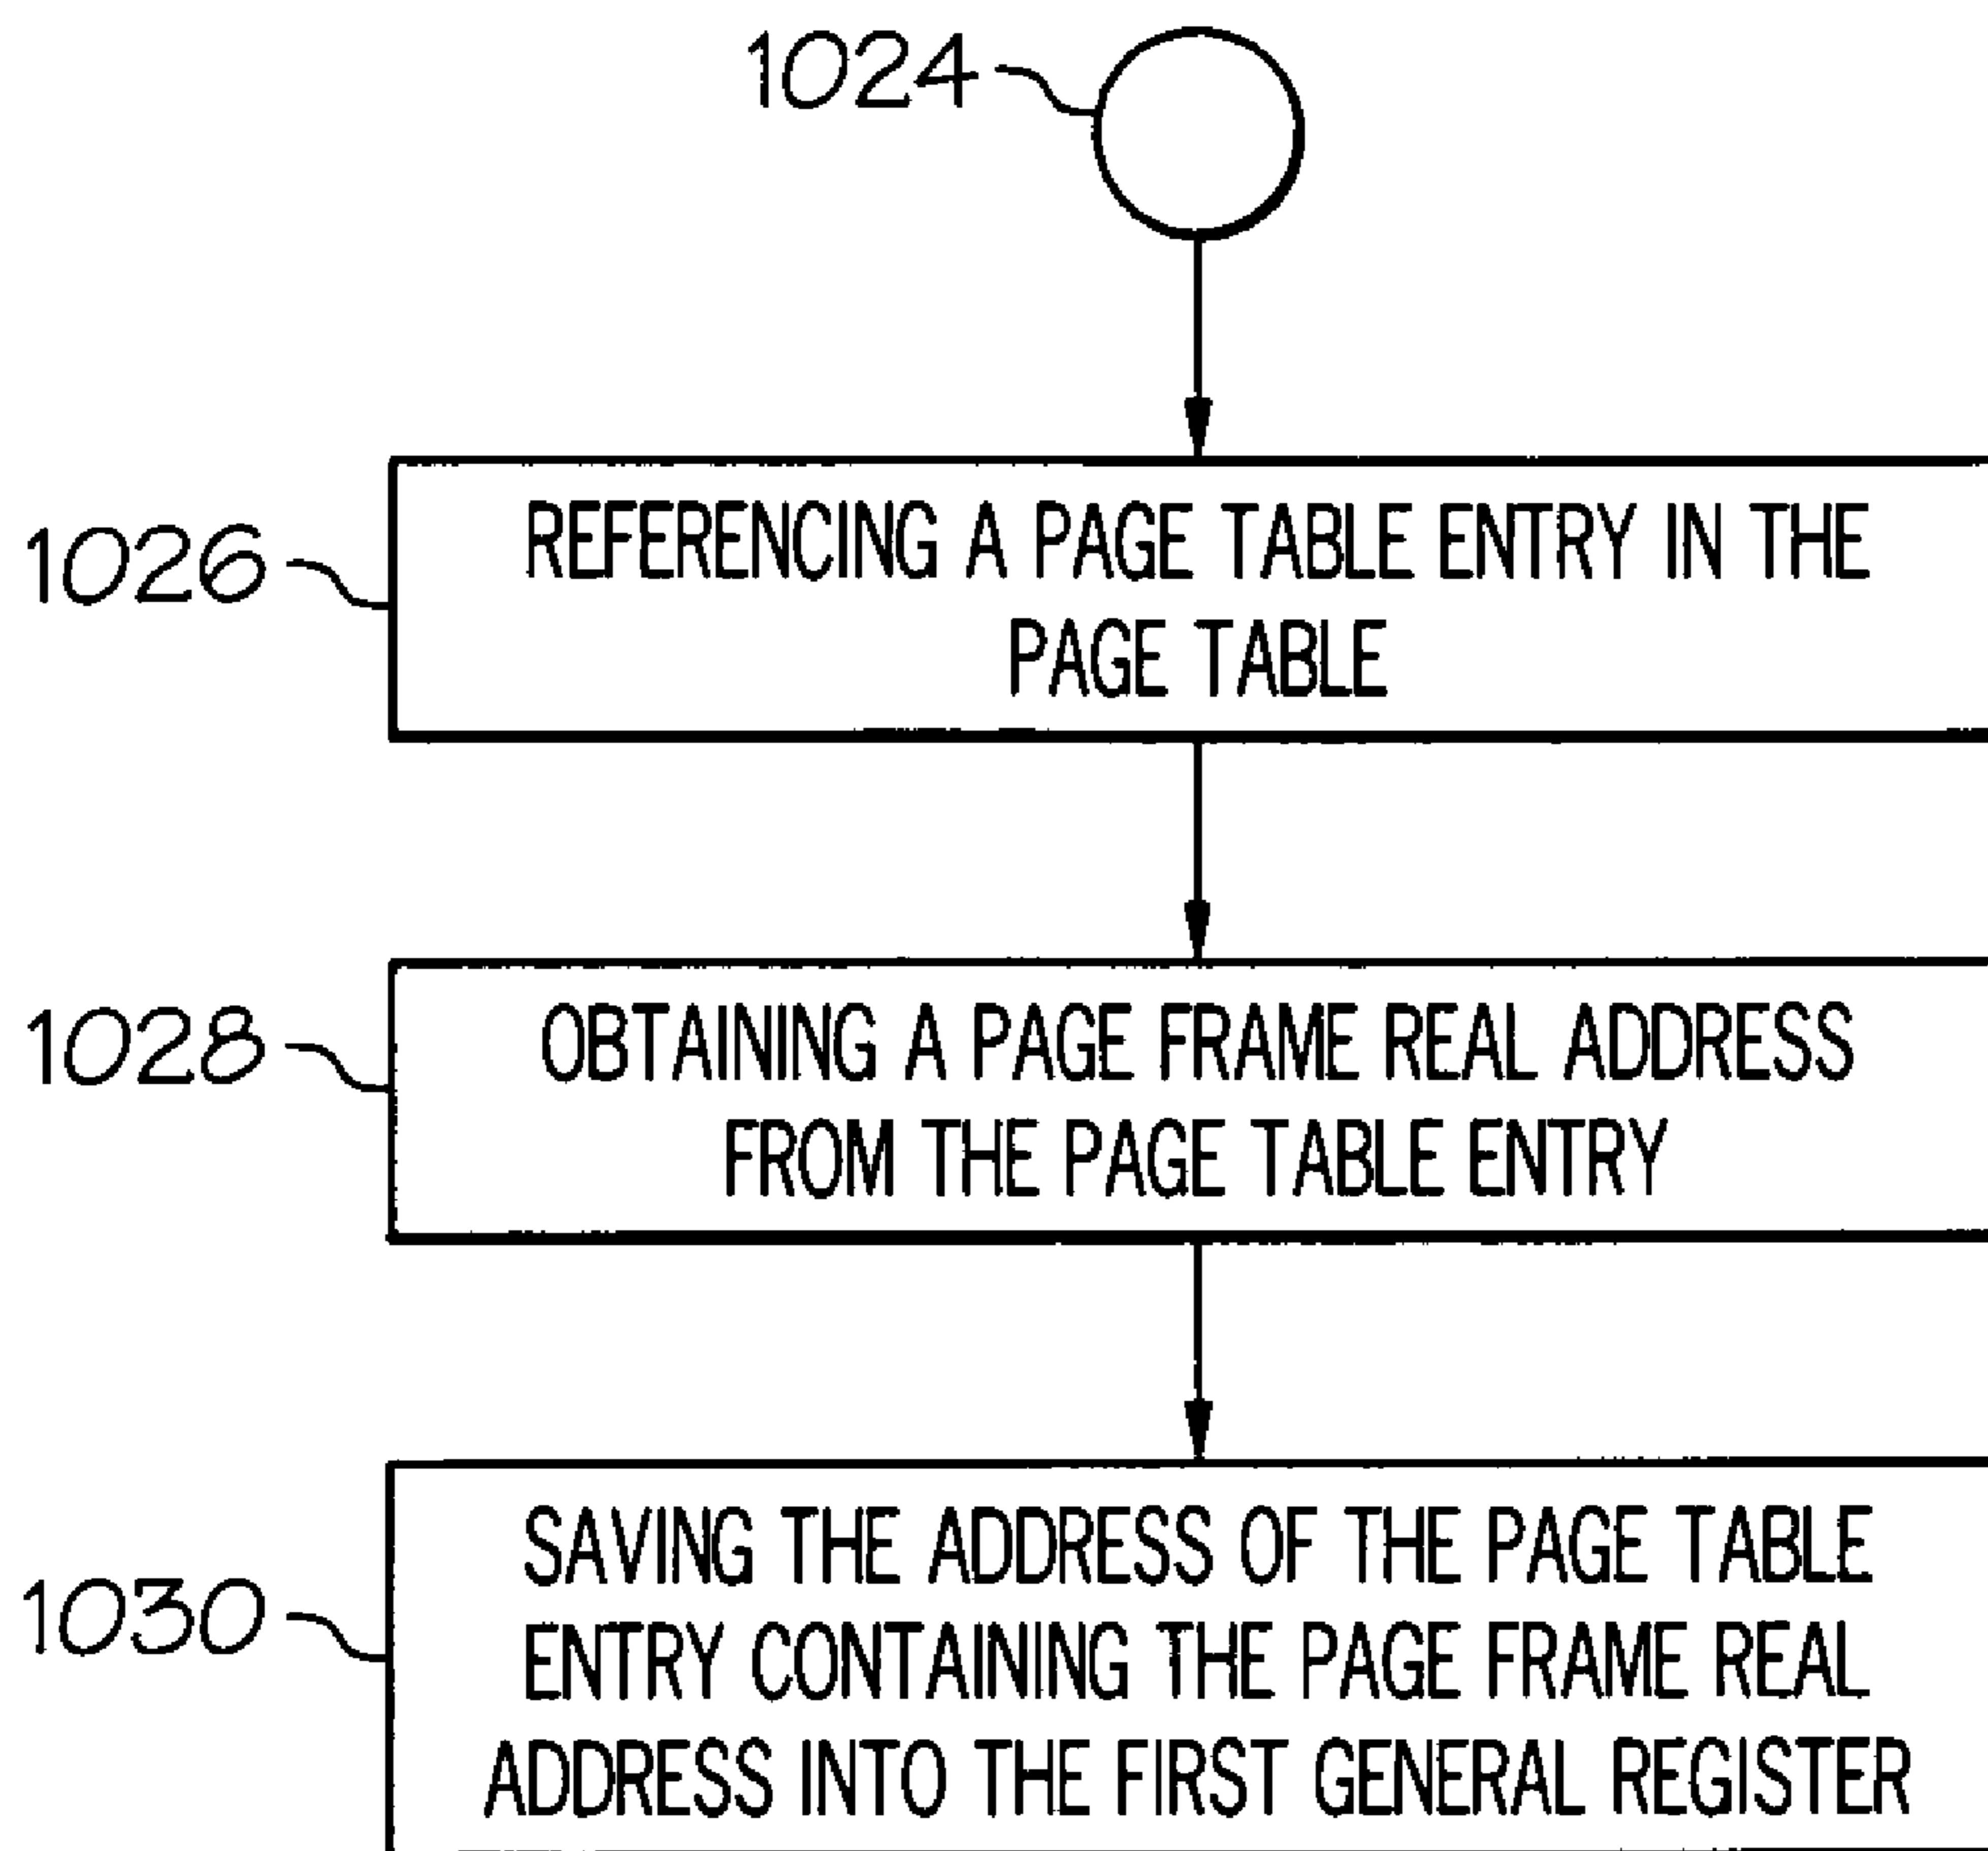 1024
1026
REFERENCING A PAGE TABLE ENTRY IN THE
PAGE TABLE
1028
OBTAINING A PAGE FRAME REAL ADDRESS
FROM THE PAGE TABLE ENTRY
1030
SAVING THE ADDRESS OF THE PAGE TABLE
ENTRY CONTAINING THE PAGE FRAME REAL
ADDRESS INTO THE FIRST GENERAL REGISTER